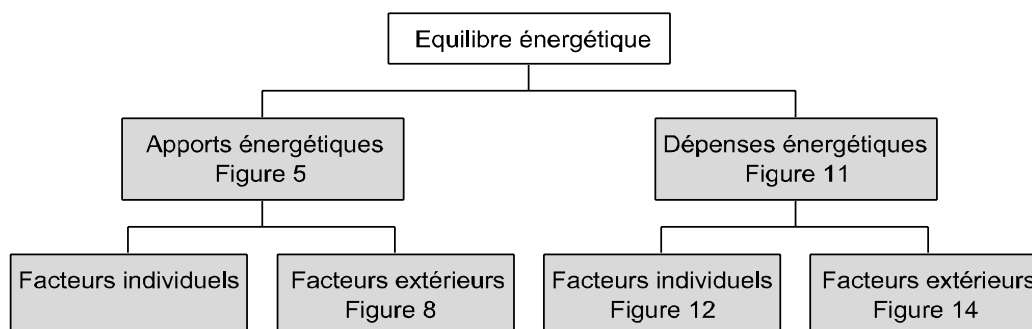 Equilibre énergétique
Apports énergétiques
Figure 5
Dépenses énergétiques
Figure 11
Facteurs individuels
Facteurs extérieurs
Figure 8
Facteurs individuels
Figure 12
Facteurs extérieurs
Figure 14